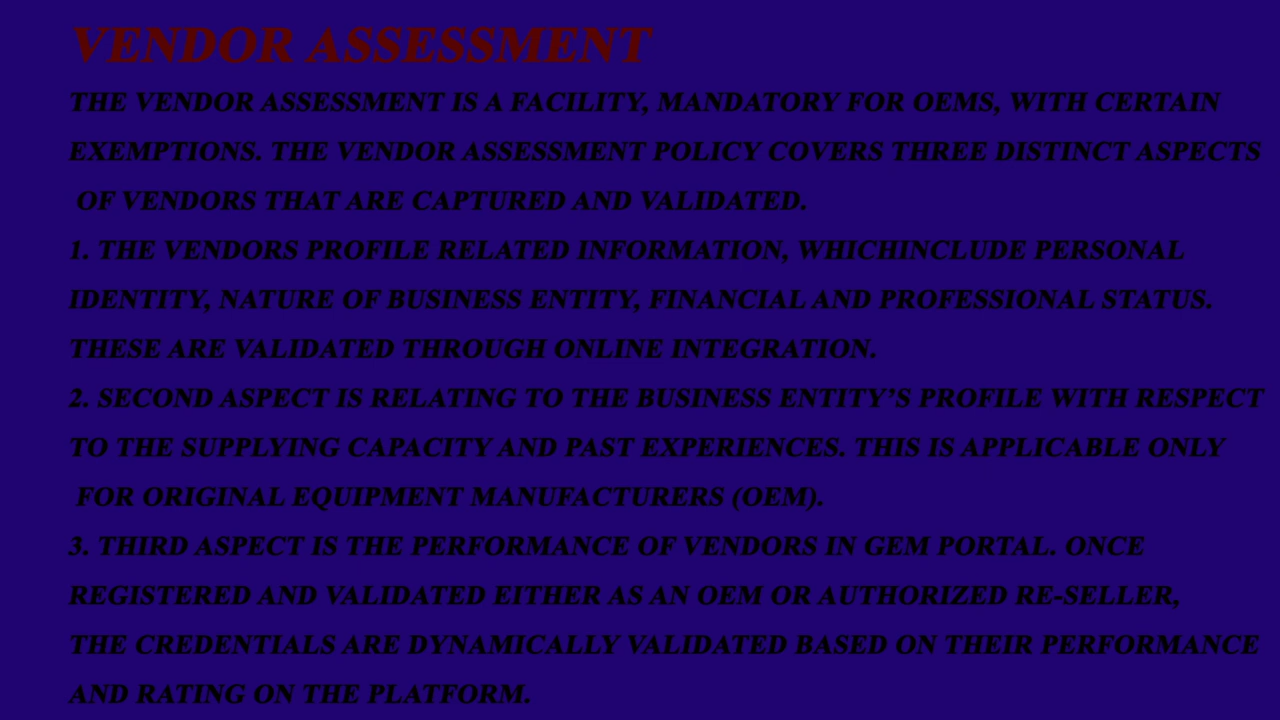 VENDOR ASSESSMENT
THE VENDOR ASSESSMENT IS A FACILITY, MANDATORY FOR OEMS, WITH CERTAIN
EXEMPTIONS. THE VENDOR ASSESSMENT POLICY COVERS THREE DISTINCT ASPECTS
OF VENDORS THAT ARE CAPTURED AND VALIDATED.
1. THE VENDORS PROFILE RELATED INFORMATION, WHICHINCLUDE PERSONAL
IDENTITY, NATURE OF BUSINESS ENTITY, FINANCIAL AND PROFESSIONAL STATUS.
THESE ARE VALIDATED THROUGH ONLINE INTEGRATION.
2. SECOND ASPECT IS RELATING TO THE BUSINESS ENTITY’S PROFILE WITH RESPECT
TO THE SUPPLYING CAPACITY AND PAST EXPERIENCES. THIS IS APPLICABLE ONLY
FOR ORIGINAL EQUIPMENT MANUFACTURERS (OEM).
3. THIRD ASPECT IS THE PERFORMANCE OF VENDORS IN GEM PORTAL. ONCE
REGISTERED AND VALIDATED EITHER AS AN OEM OR AUTHORIZED RE-SELLER,
THE CREDENTIALS ARE DYNAMICALLY VALIDATED BASED ON THEIR PERFORMANCE
AND RATING ON THE PLATFORM.